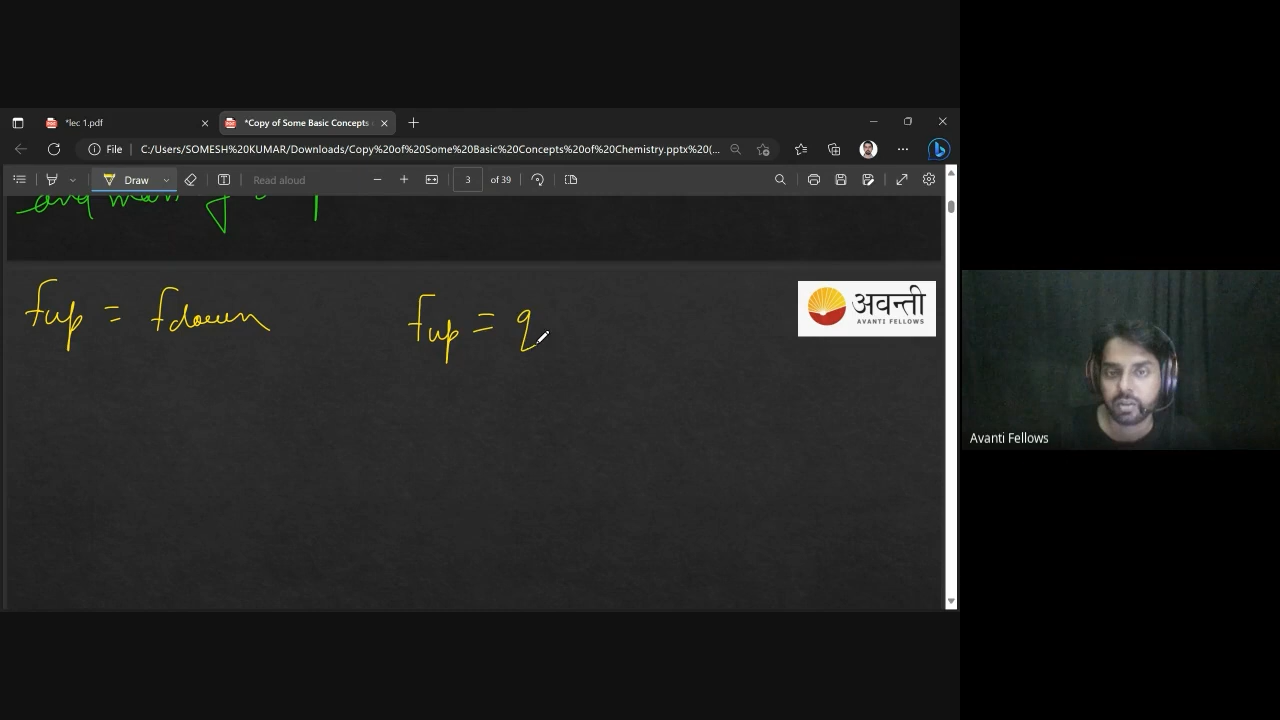 *lec 1.pdf
*Copy of Some Basic Concepts
File
C:/Users/SOMESH%20KUMAR/Downloads/Copy%20of%20Some%20Basic%20Concepts%20of%20Chemistry.pptx%20(...
Draw
Read aloud
3 of 39
and
fup = fdown
fup = q
अवन्ती
AVANTI FELLOWS
Avanti Fellows